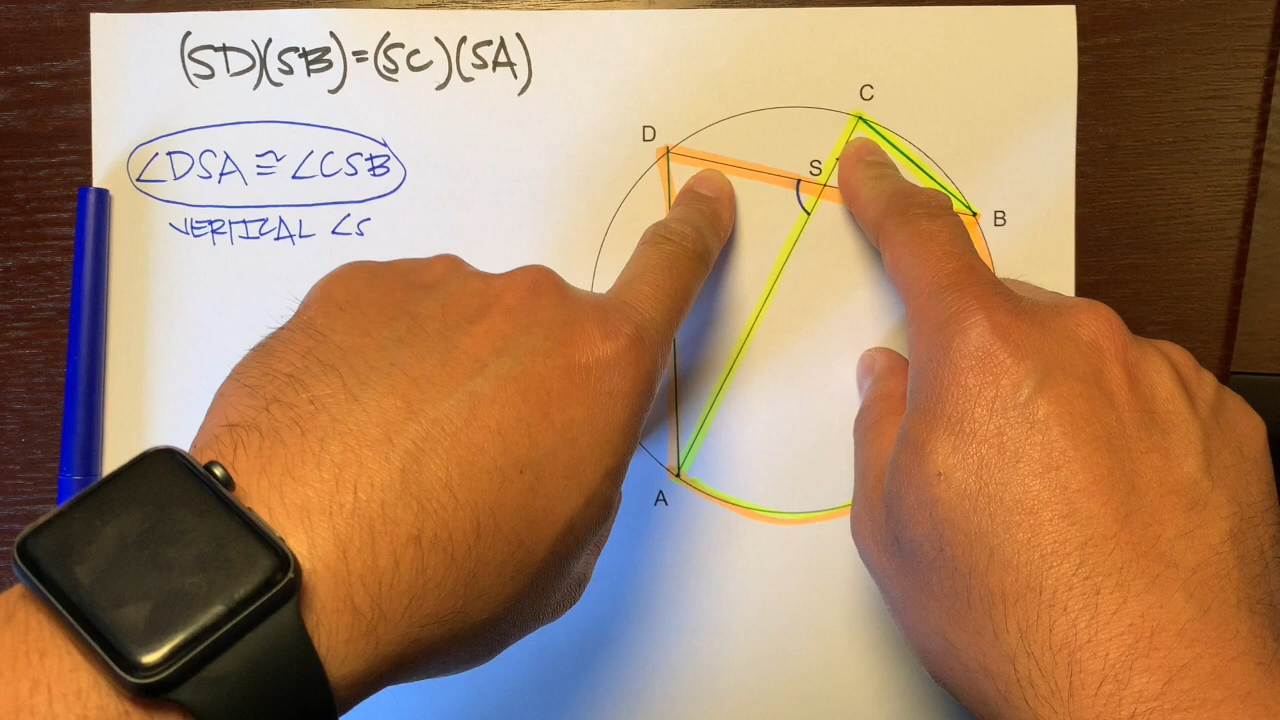 (SD)(SB)=(SC)(SA)
∠DSA ≅ ∠CSB
VERTICAL ∠S
C
D
S
B
A